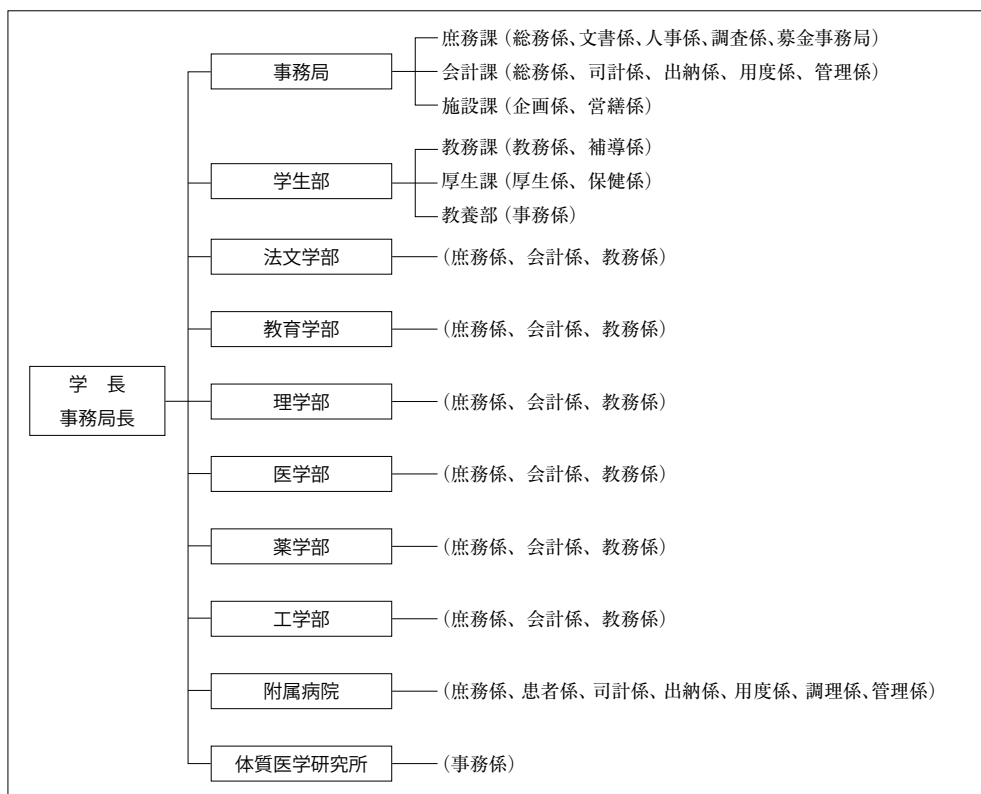 庶務課（総務係、文書係、人事係、調査係、募金事務局）
事務局
会計課（総務係、司計係、出納係、用度係、管理係）
施設課（企画係、営繕係）
教務課（教務係、補導係）
学生部
厚生課（厚生係、保健係）
教養部（事務係）
法文学部
（庶務係、会計係、教務係）
教育学部
（庶務係、会計係、教務係）
学　長
事務局長
理学部
（庶務係、会計係、教務係）
医学部
（庶務係、会計係、教務係）
薬学部
（庶務係、会計係、教務係）
工学部
（庶務係、会計係、教務係）
附属病院
（庶務係、患者係、司計係、出納係、用度係、調理係、管理係）
体質医学研究所
（事務係）